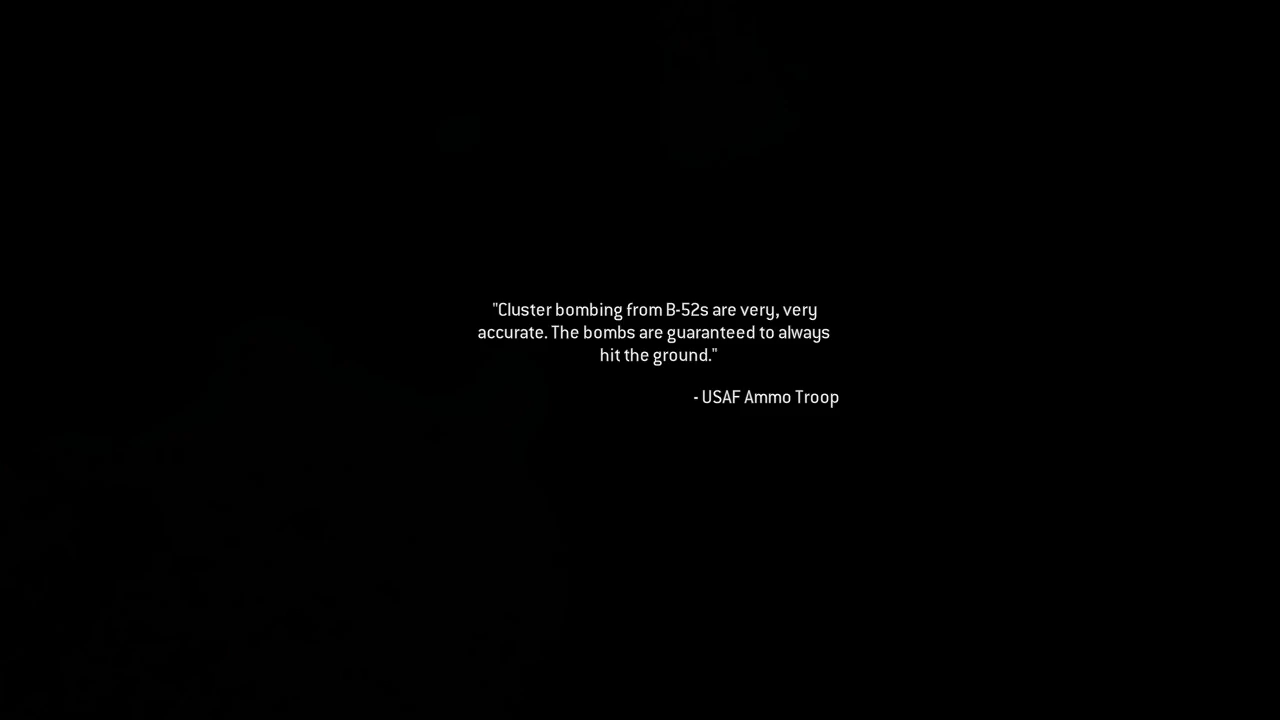 "Cluster bombing from B-52s are very, very
accurate. The bombs are guaranteed to always
hit the ground."
- USAF Ammo Troop